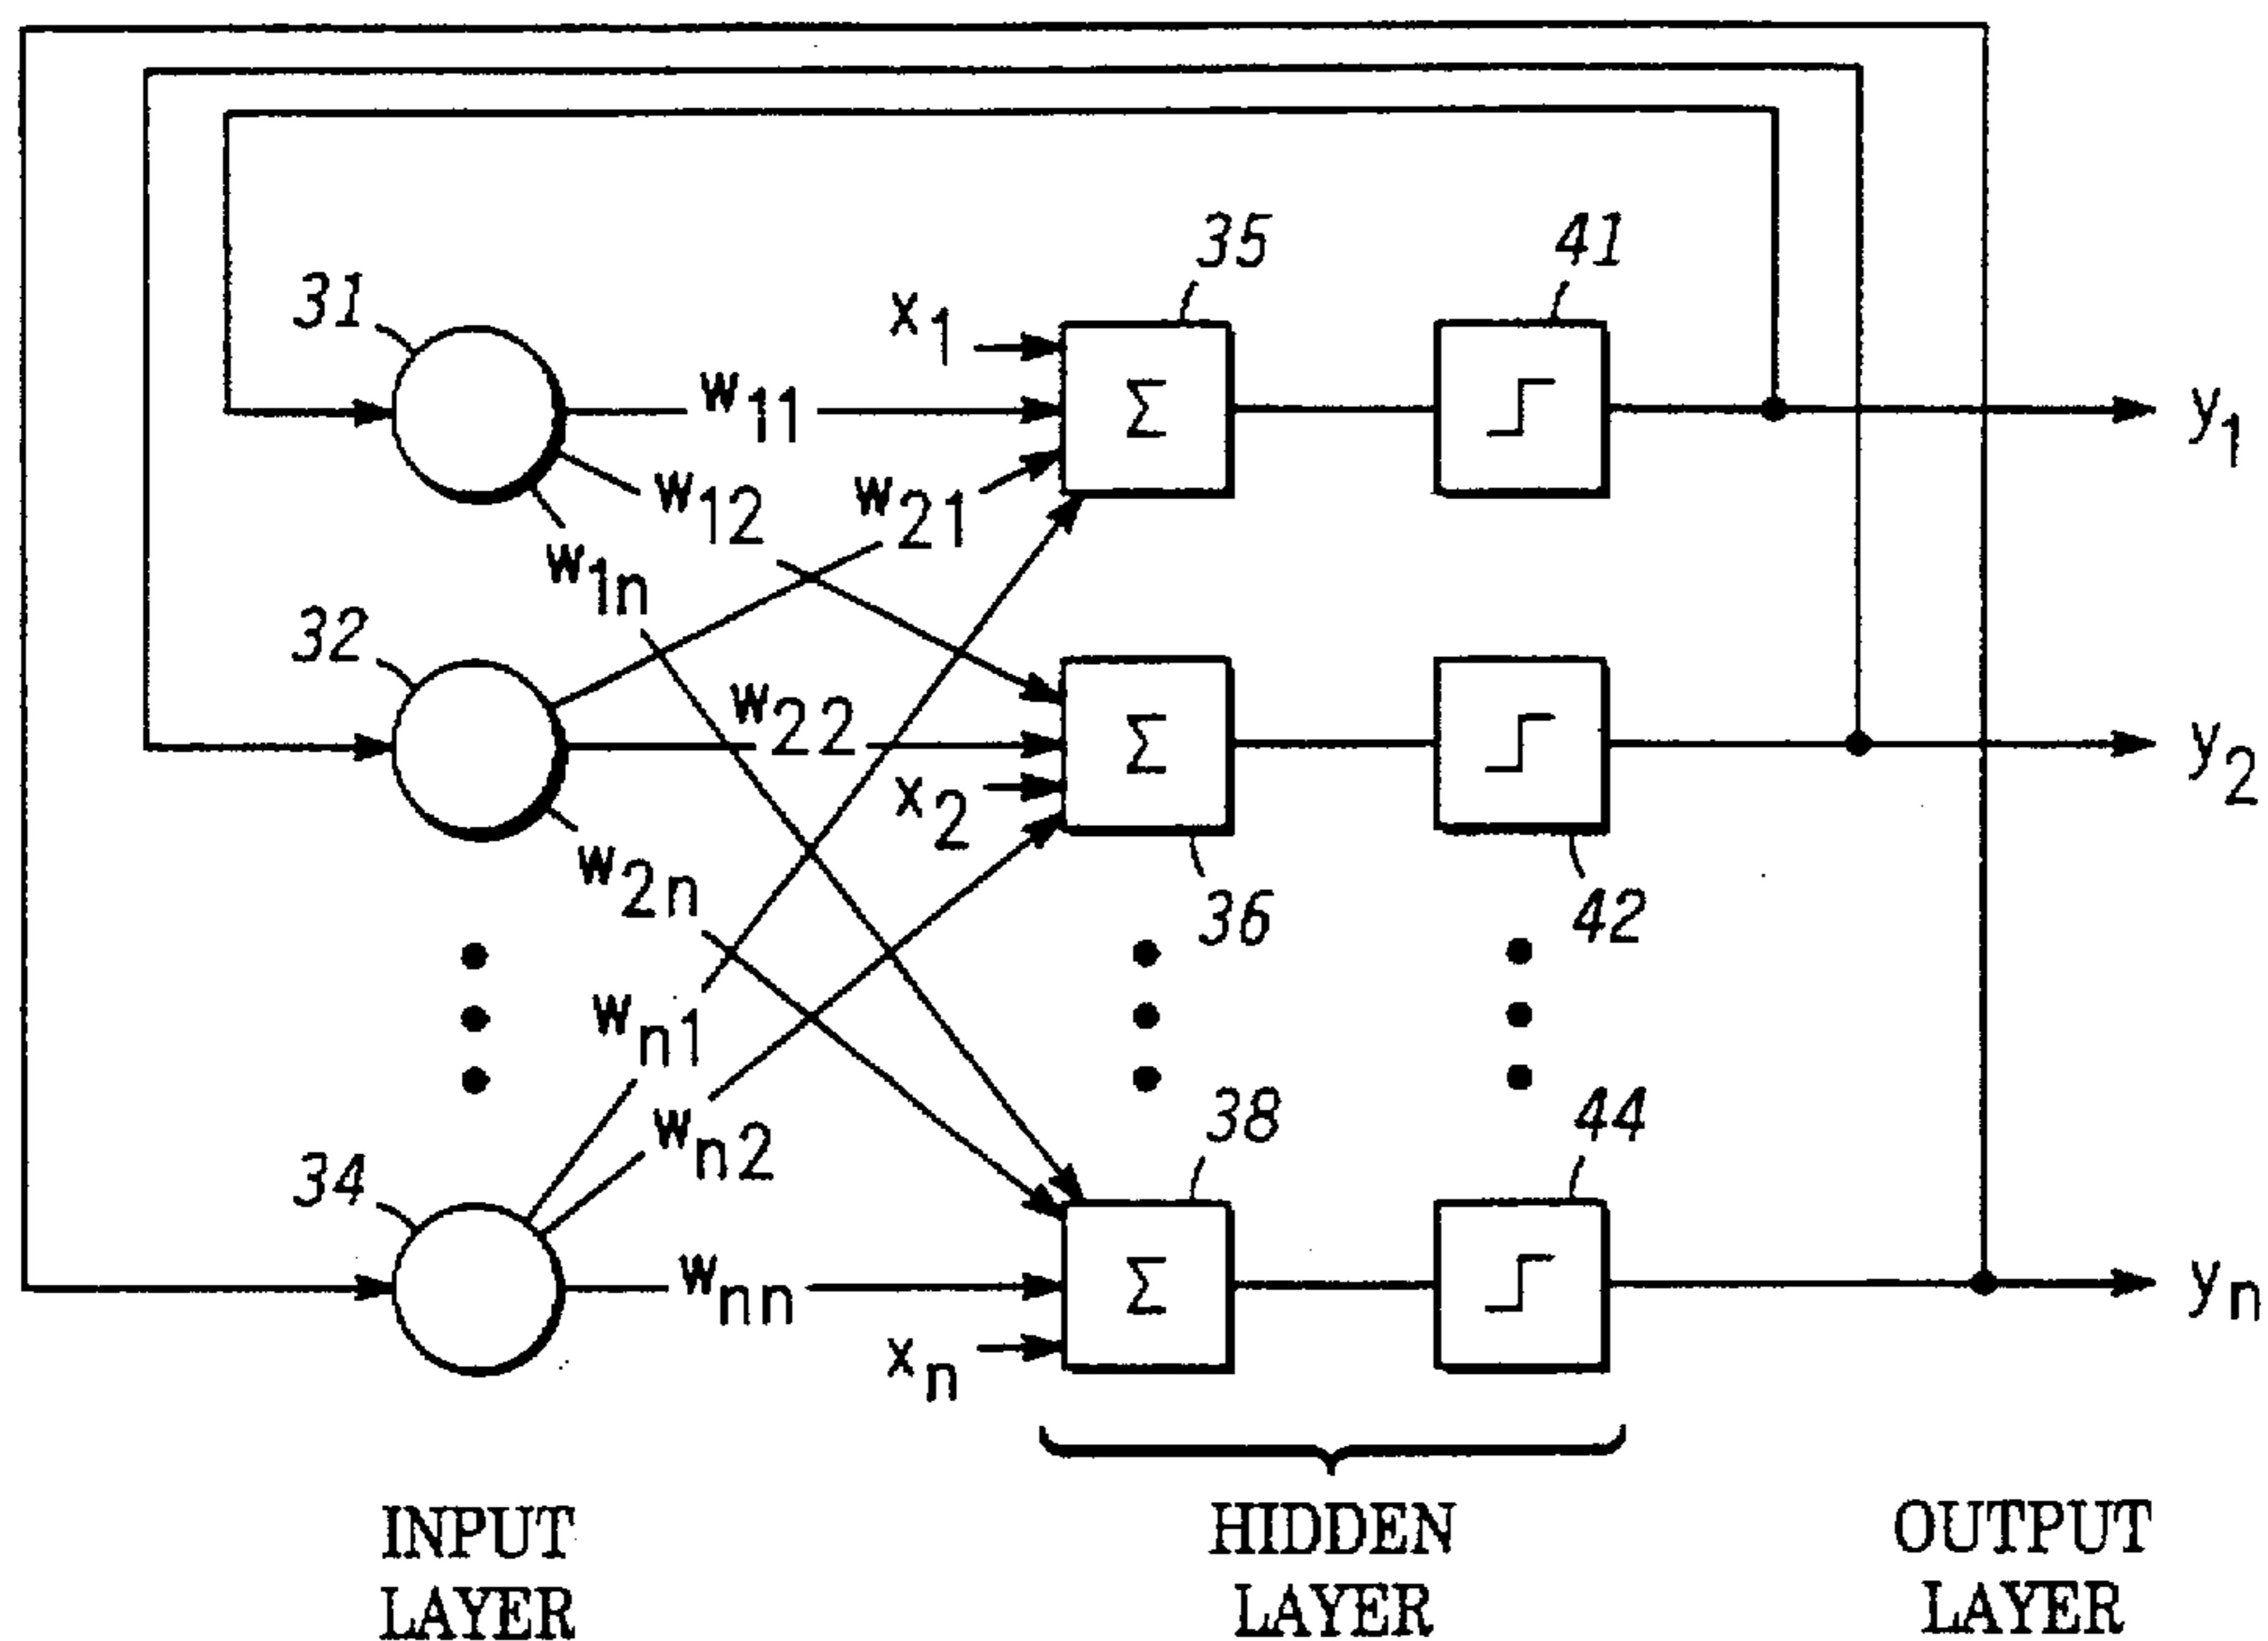 35
41
31
x1
Σ
w11
y1
w12
w21
w1n
32
w22
Σ
y2
x2
w2n
36
42
wn1
38
44
wn2
34
wnn
Σ
yn
xn
INPUT
LAYER
HIDDEN
LAYER
OUTPUT
LAYER